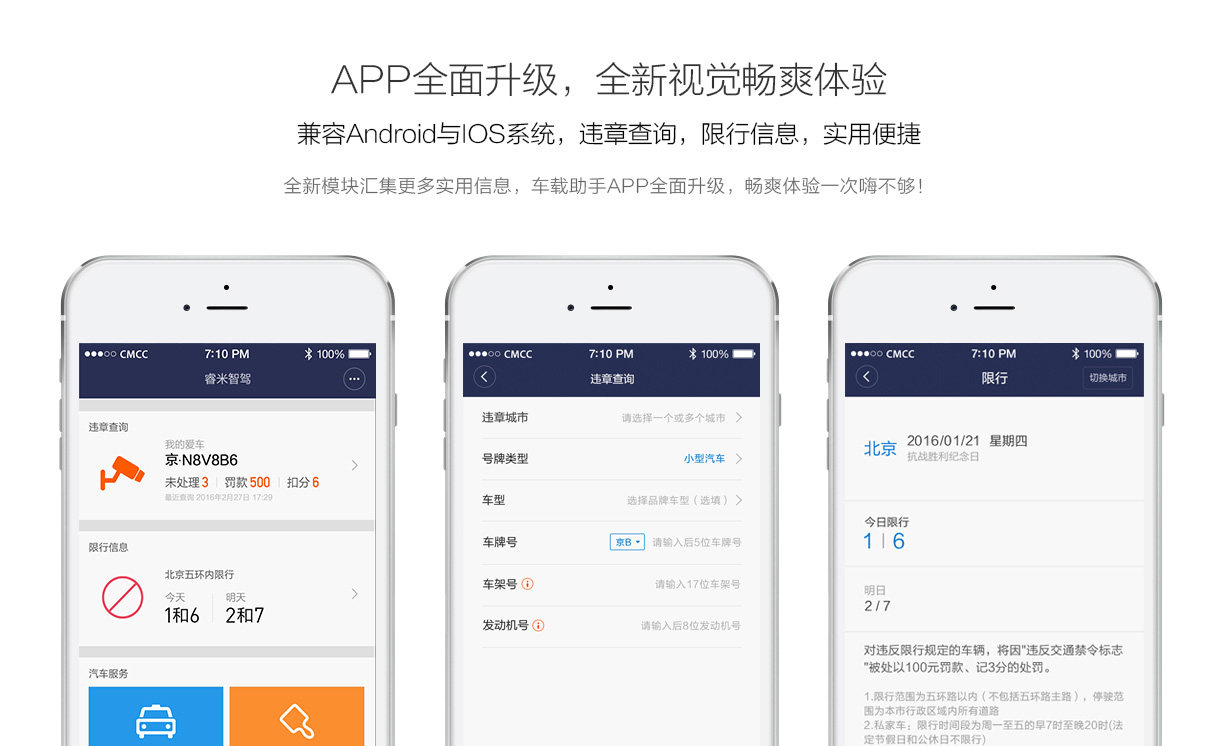 APP全面升级，全新视觉畅爽体验
兼容Android与IOS系统，违章查询，限行信息，实用便捷
全新模块汇集更多实用信息，车载助手APP全面升级，畅爽体验一次嗨不够！
CMCC 7:10 PM 100%
睿米智驾
违章查询
我的爱车
京·N8V8B6
未处理 3 罚款 500 扣分 6
最近查询 2016年2月27日 17:29
限行信息
北京五环内限行
今天 明天
1和6 2和7
汽车服务
CMCC 7:10 PM 100%
违章查询
违章城市 请选择一个或多个城市
号牌类型 小型汽车
车型 选择品牌车型（选填）
车牌号 京B 请输入后5位车牌号
车架号 请输入17位车架号
发动机号 请输入后8位发动机号
CMCC 7:10 PM 100%
限行 切换城市
北京 2016/01/21 星期四
抗战胜利纪念日
今日限行
1 | 6
明日
2 / 7
对违反限行规定的车辆，将因"违反交通禁令标志
"被处以100元罚款、记3分的处罚。
1.限行范围为五环路以内（不包括五环路主路），停驶范
围为本市行政区域内所有道路
2.私家车：限行时间段为周一至五的早7时至晚20时(法
定节假日和公休日不限行)